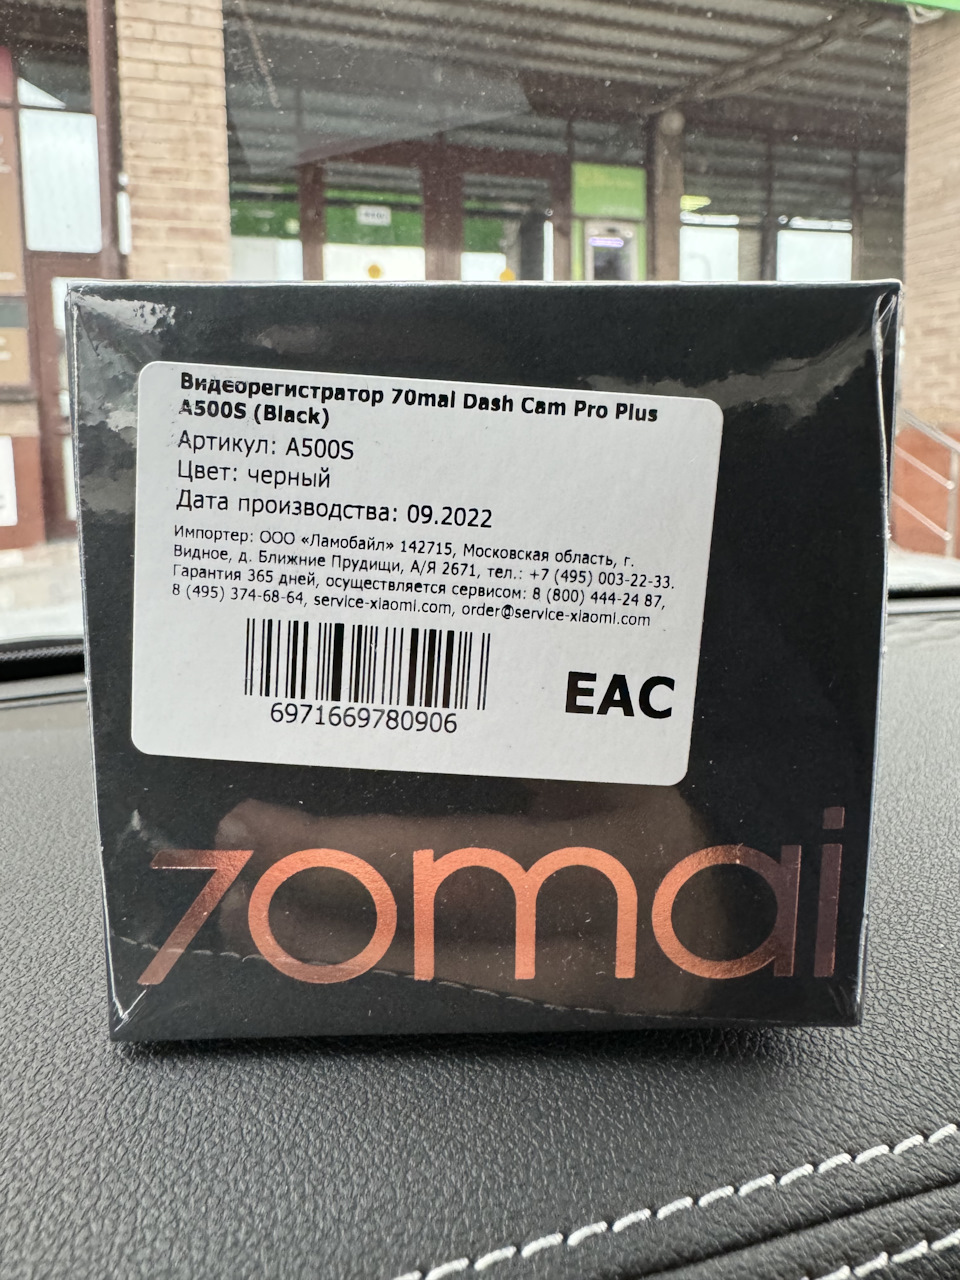 Видеорегистратор 70mai Dash Cam Pro Plus
A500S (Black)
Артикул: A500S
Цвет: черный
Дата производства: 09.2022
Импортер: ООО «Ламобайл» 142715, Московская область, г.
Видное, д. Ближние Прудищи, А/Я 2671, тел.: +7 (495) 003-22-33.
Гарантия 365 дней, осуществляется сервисом: 8 (800) 444-24 87,
8 (495) 374-68-64, service-xiaomi.com, order@service-xiaomi.com
6971669780906
EAC
70mai